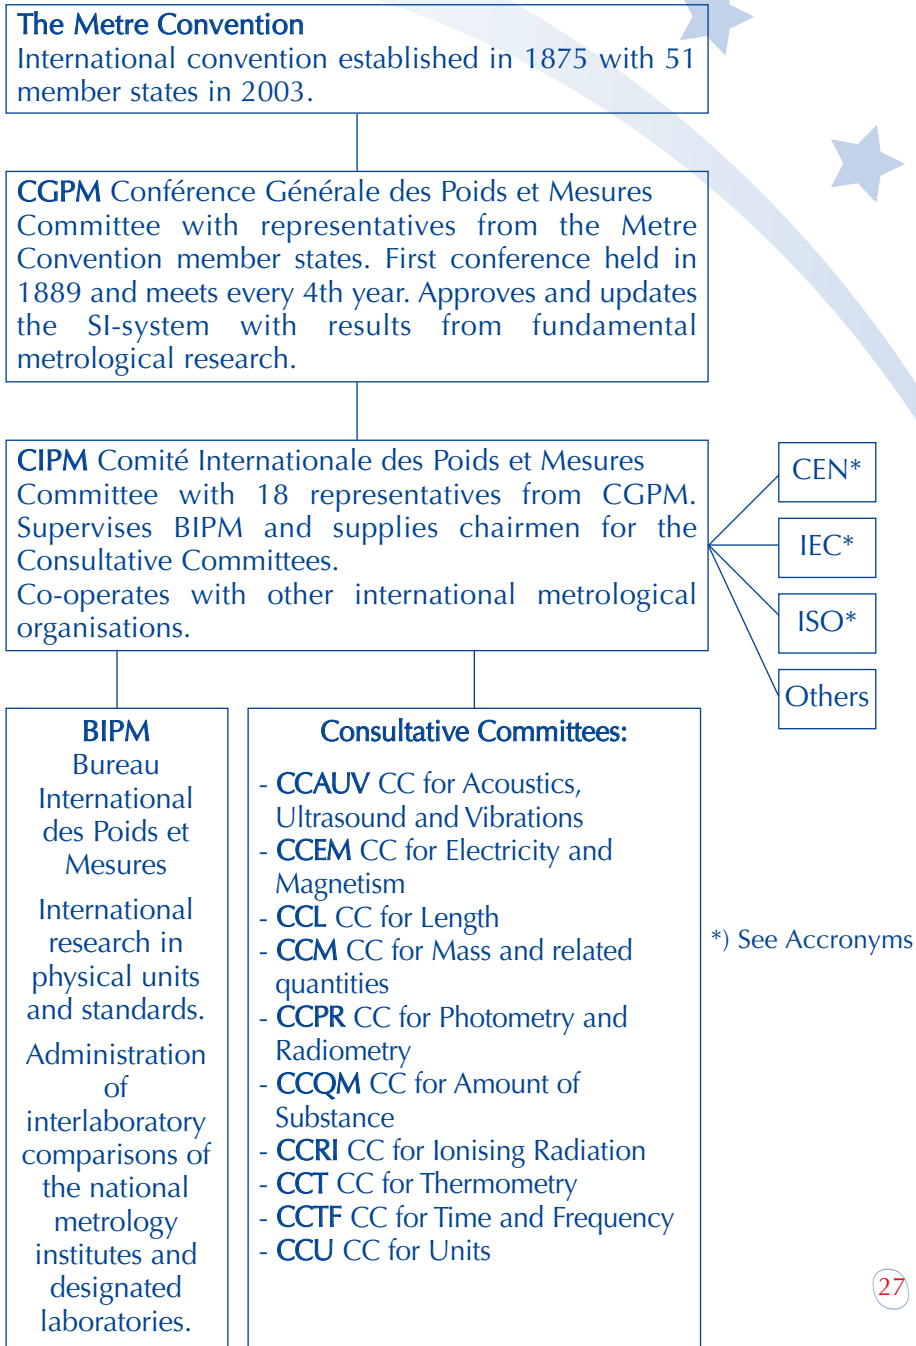 The Metre Convention
International convention established in 1875 with 51
member states in 2003.
CGPM Conférence Générale des Poids et Mesures
Committee with representatives from the Metre
Convention member states. First conference held in
1889 and meets every 4th year. Approves and updates
the SI-system with results from fundamental
metrological research.
CIPM Comité Internationale des Poids et Mesures
Committee with 18 representatives from CGPM.
Supervises BIPM and supplies chairmen for the
Consultative Committees.
Co-operates with other international metrological
organisations.
CEN*
IEC*
ISO*
Others
BIPM
Bureau
International
des Poids et
Mesures
International
research in
physical units
and standards.
Administration
of
interlaboratory
comparisons of
the national
metrology
institutes and
designated
laboratories.
Consultative Committees:
- CCAUV CC for Acoustics,
Ultrasound and Vibrations
- CCEM CC for Electricity and
Magnetism
- CCL CC for Length
- CCM CC for Mass and related
quantities
- CCPR CC for Photometry and
Radiometry
- CCQM CC for Amount of
Substance
- CCRI CC for Ionising Radiation
- CCT CC for Thermometry
- CCTF CC for Time and Frequency
- CCU CC for Units
*) See Accronyms
27